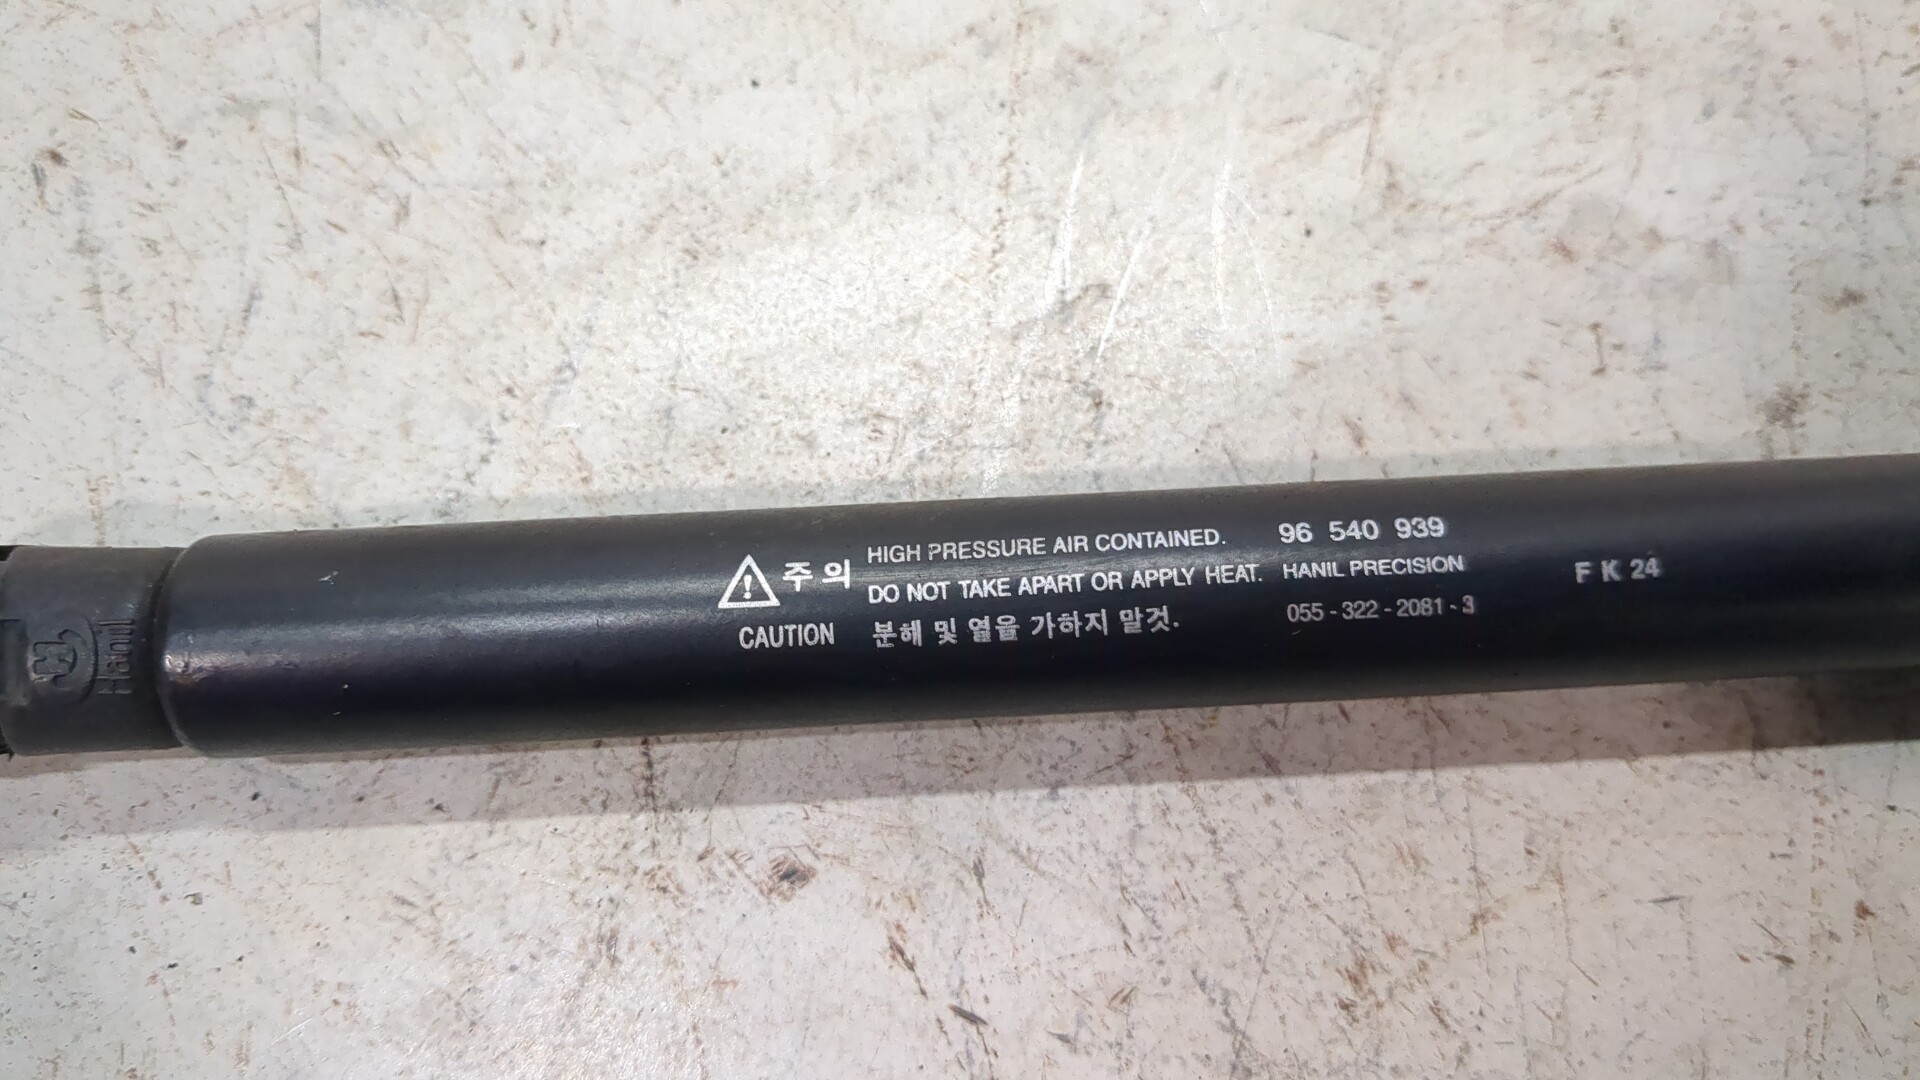 주의
CAUTION
HIGH PRESSURE AIR CONTAINED.
DO NOT TAKE APART OR APPLY HEAT.
분해 및 열을 가하지 말것.
96 540 939
HANIL PRECISION
055-322-2081-3
F K 24
Hanil